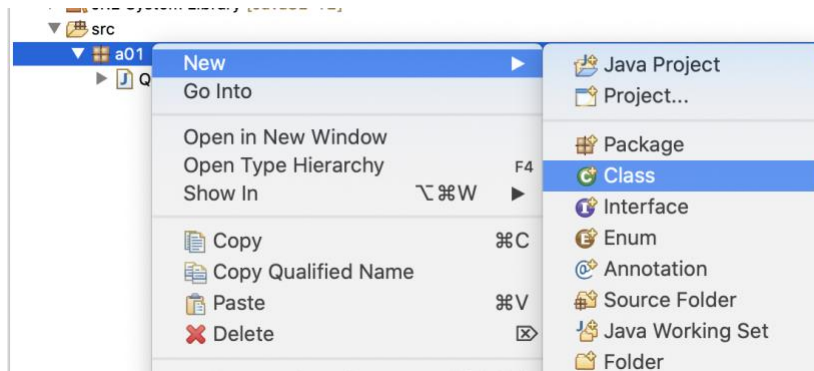 src
a01
Q
New
Go Into
Open in New Window
Open Type Hierarchy F4
Show In ⌥⌘W
Copy ⌘C
Copy Qualified Name
Paste ⌘V
Delete ⌦
Java Project
Project...
Package
Class
Interface
Enum
Annotation
Source Folder
Java Working Set
Folder